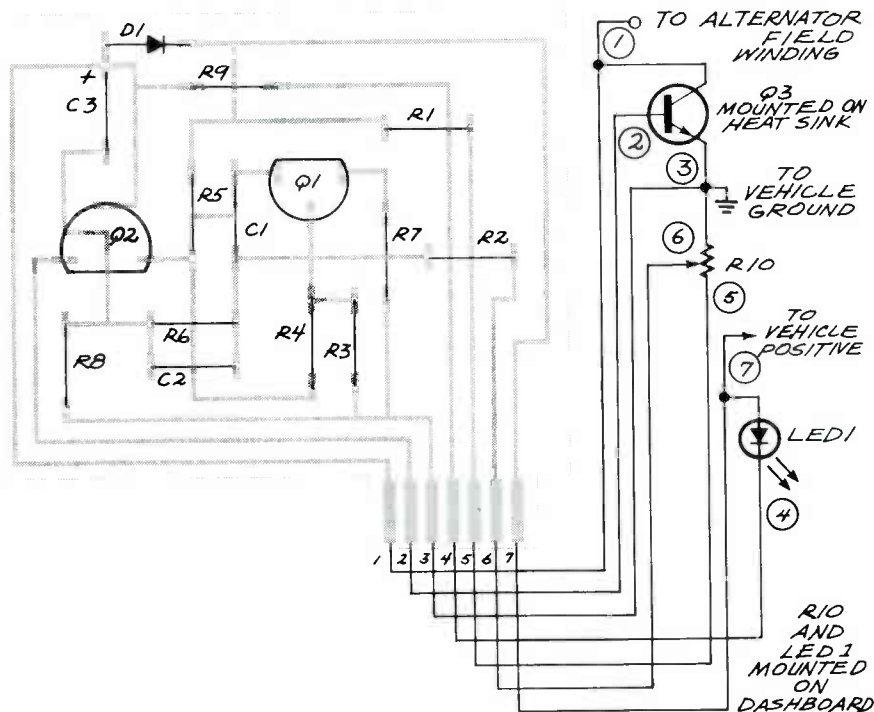 D1
+
C3
R9
R1
R5
C1
Q1
Q2
R7
R2
R6
C2
R8
R4
R3
1 2 3 4 5 6 7
1
TO ALTERNATOR
FIELD
WINDING
Q3
MOUNTED ON
HEAT SINK
2
3
TO
VEHICLE
GROUND
6
R10
5
TO
VEHICLE
POSITIVE
7
LED1
4
R10
AND
LED 1
MOUNTED
ON
DASHBOARD